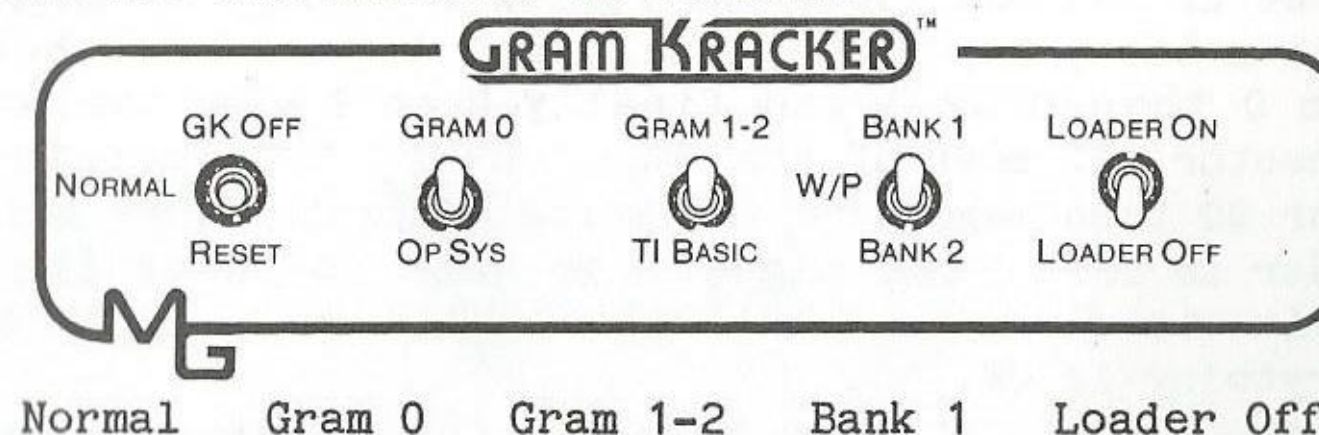 GRAM KRACKER™
GK OFF GRAM 0 GRAM 1-2 BANK 1 LOADER ON
NORMAL W/P
RESET OP SYS TI BASIC BANK 2 LOADER OFF
MG
Normal Gram 0 Gram 1-2 Bank 1 Loader Off